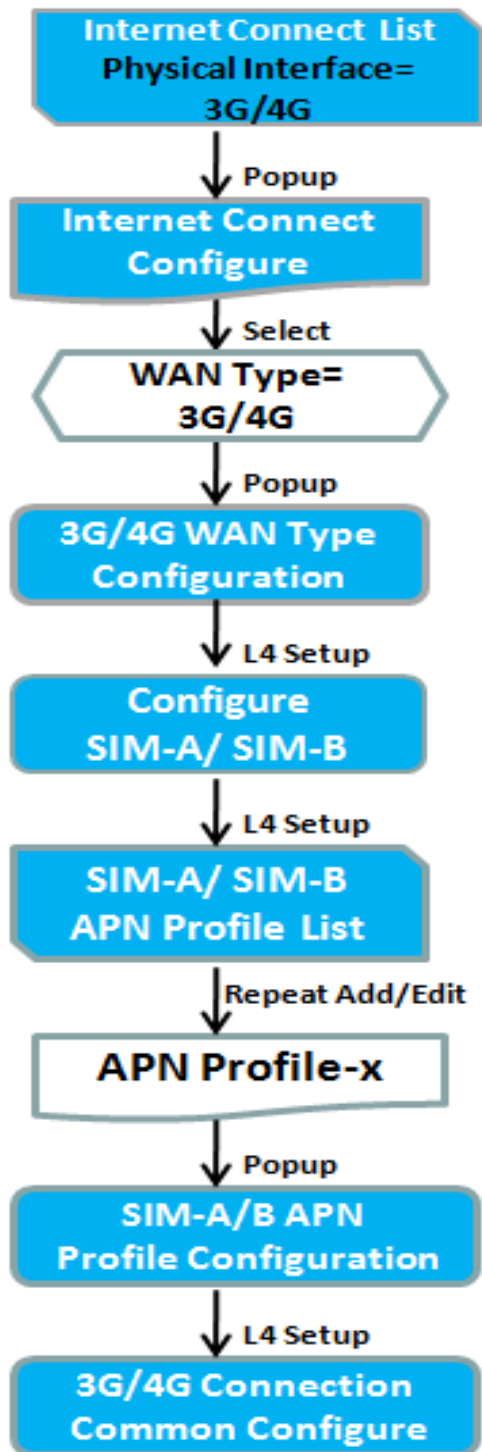 Internet Connect List
Physical Interface=
3G/4G
Popup
Internet Connect
Configure
Select
WAN Type=
3G/4G
Popup
3G/4G WAN Type
Configuration
L4 Setup
Configure
SIM-A/ SIM-B
L4 Setup
SIM-A/ SIM-B
APN Profile List
Repeat Add/Edit
APN Profile-x
Popup
SIM-A/B APN
Profile Configuration
L4 Setup
3G/4G Connection
Common Configure